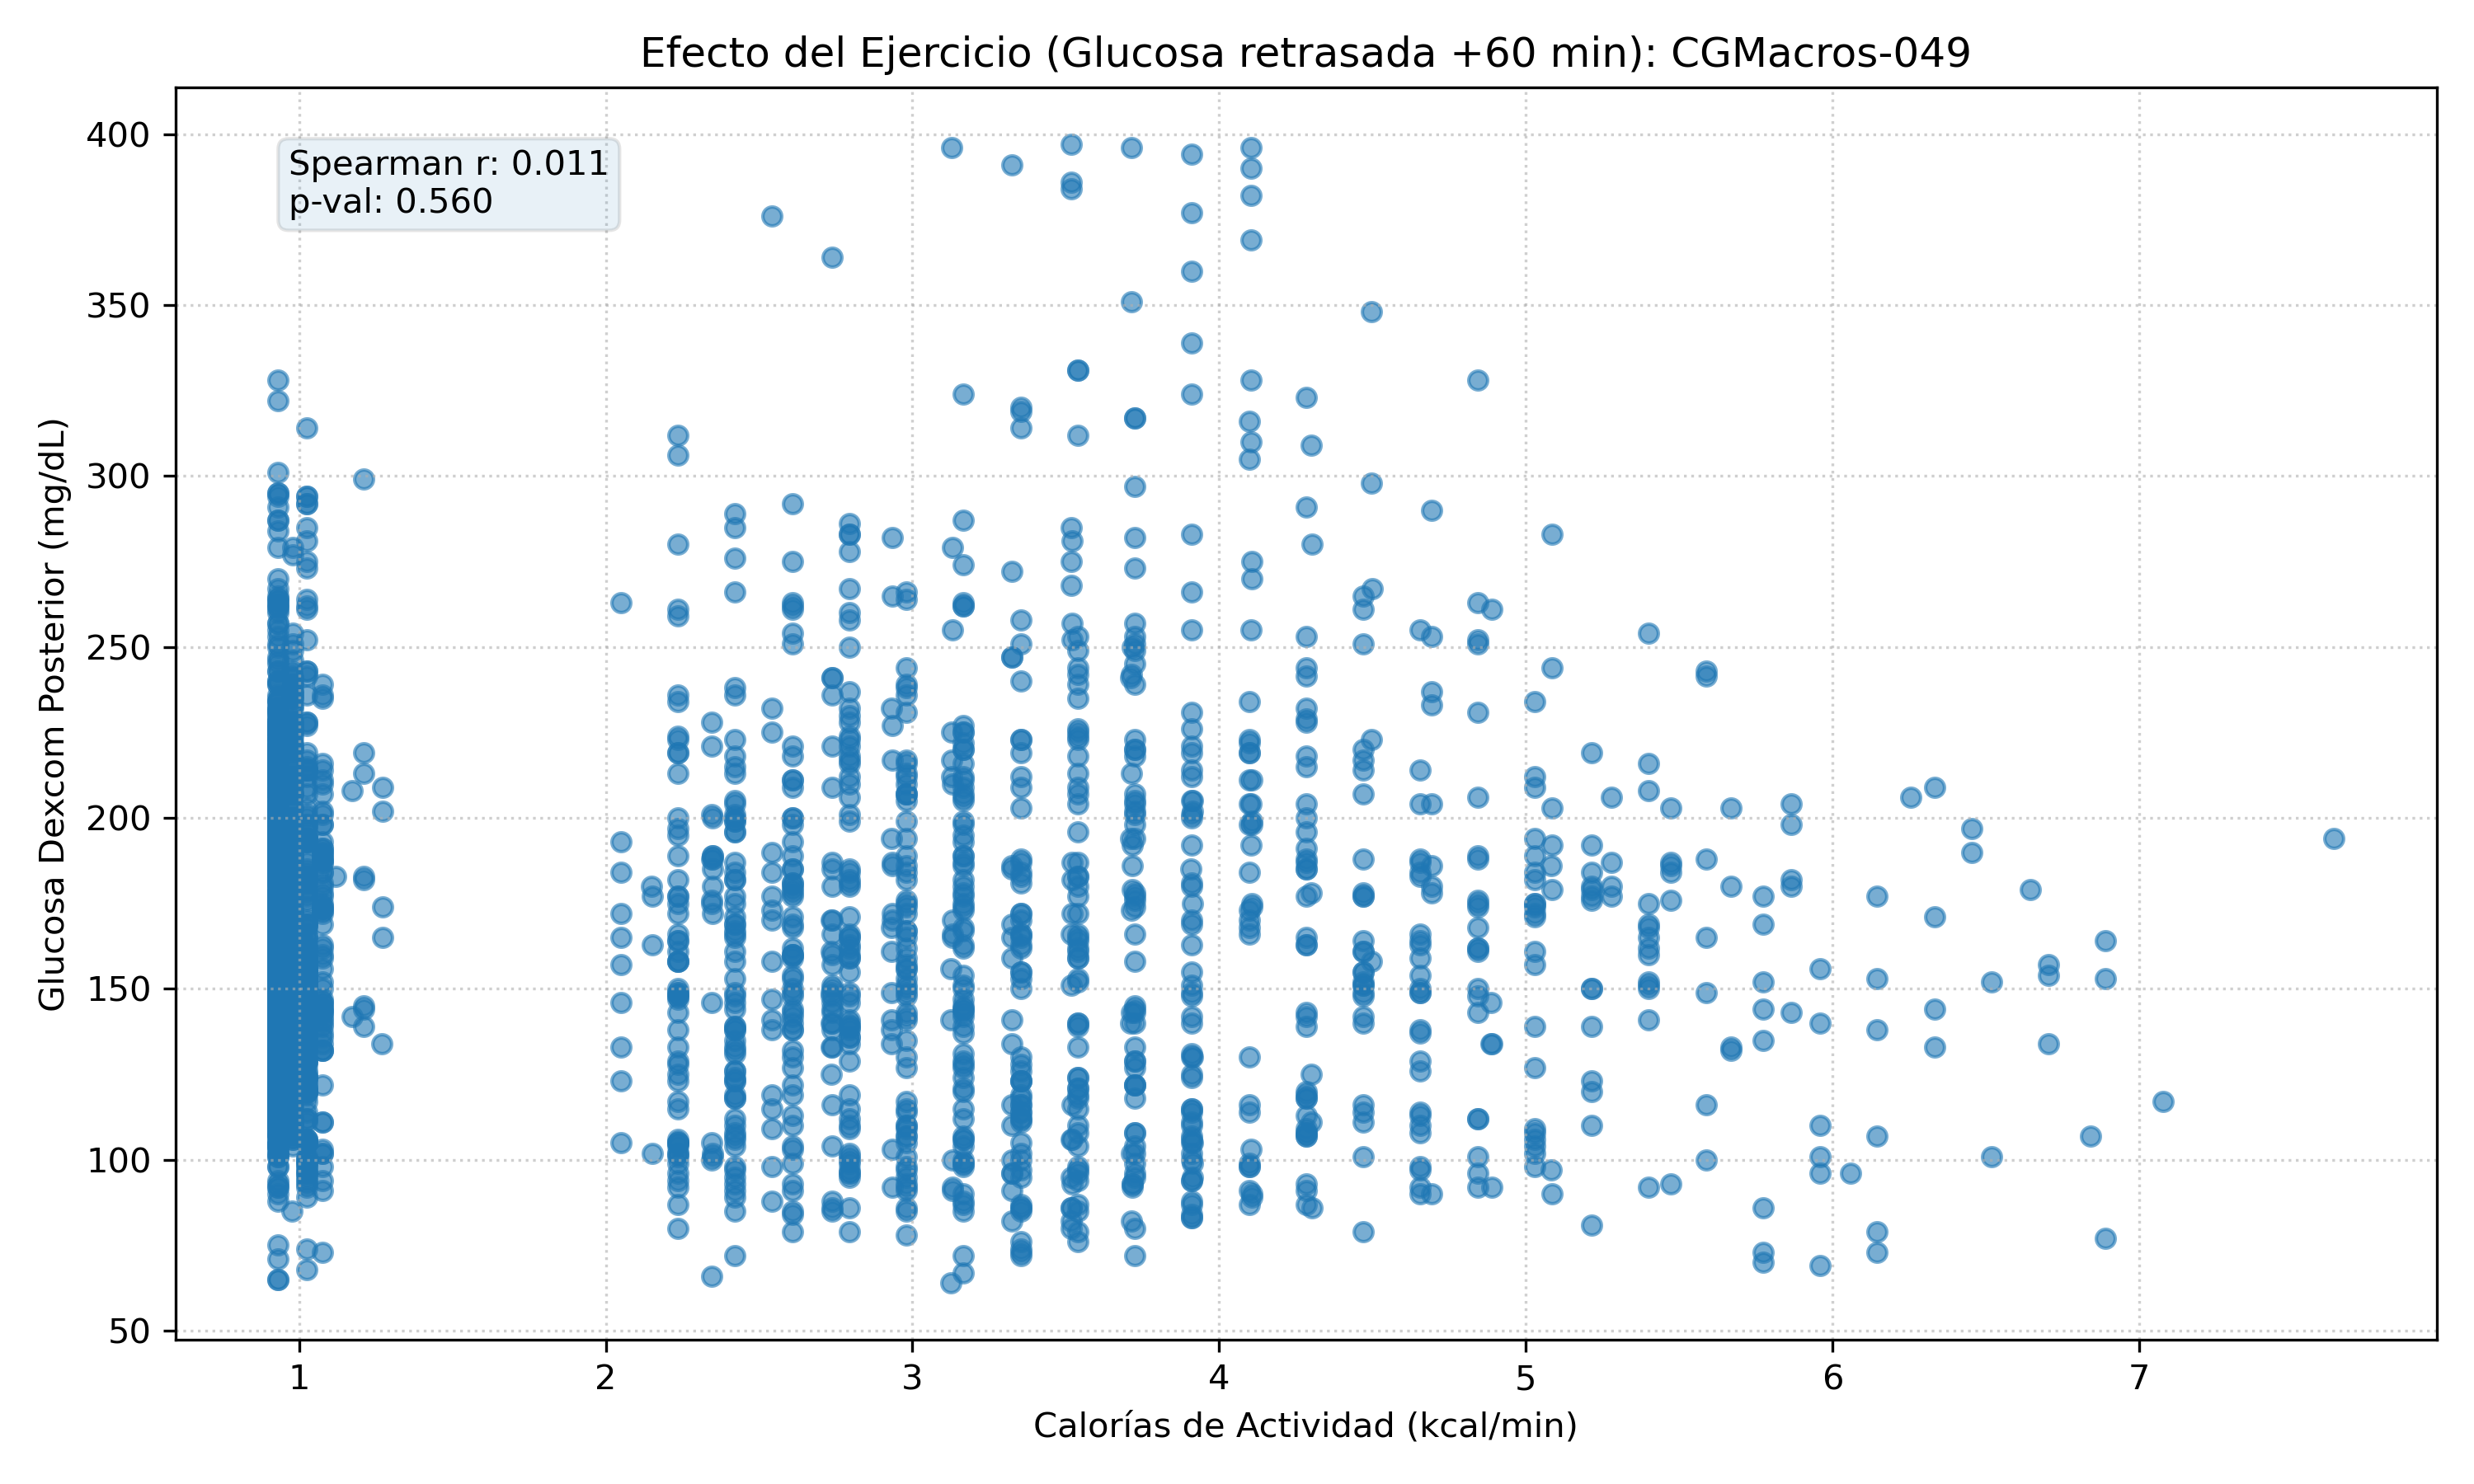 Efecto del Ejercicio (Glucosa retrasada +60 min): CGMacros-049
Spearman r: 0.011
p-val: 0.560
Glucosa Dexcom Posterior (mg/dL)
400
350
300
250
200
150
100
50
1 2 3 4 5 6 7
Calorías de Actividad (kcal/min)